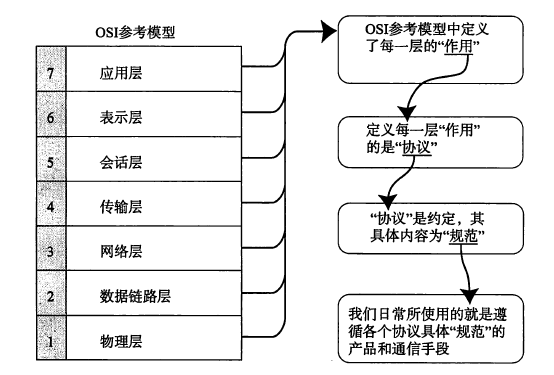 OSI参考模型
7 应用层
6 表示层
5 会话层
4 传输层
3 网络层
2 数据链路层
1 物理层
OSI参考模型中定义
了每一层的“作用”
定义每一层“作用”
的是“协议”
“协议”是约定，其
具体内容为“规范”
我们日常所使用的就是遵
循各个协议具体“规范”的
产品和通信手段